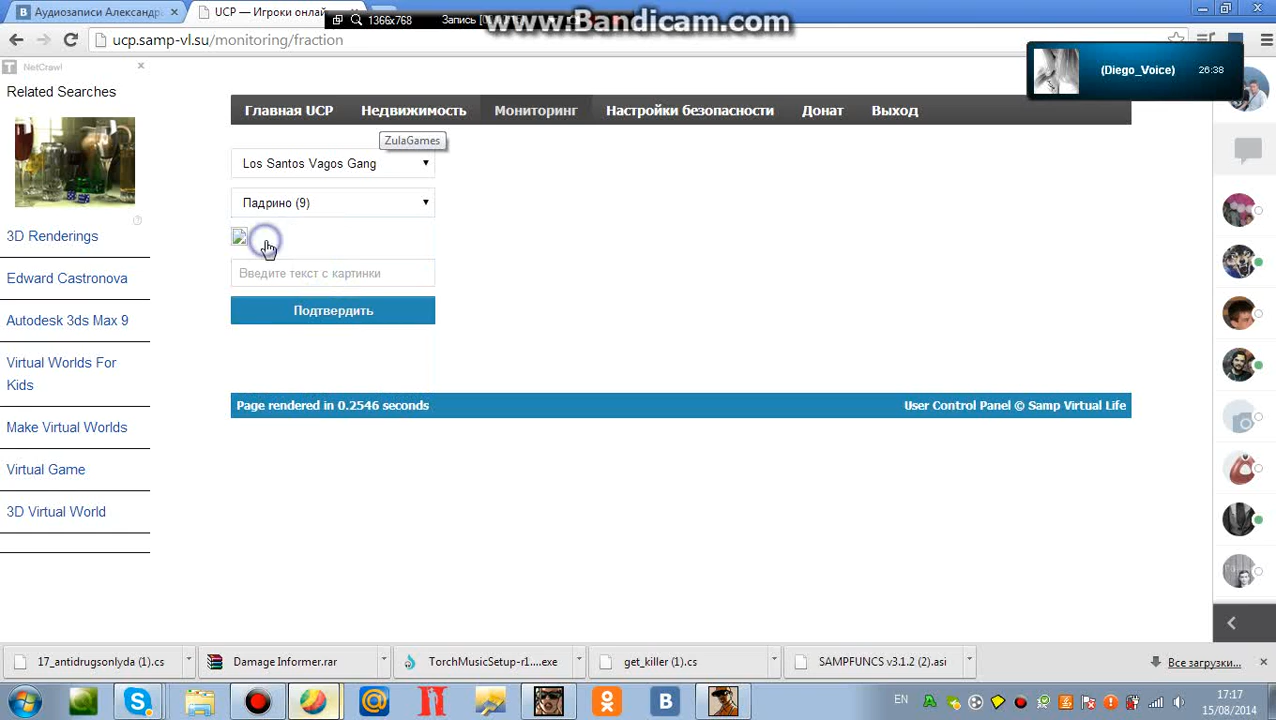 Аудиозаписи Александр
UCP — Игроки онлай
1366x768
Запись [0
www.Bandicam.com
ucp.samp-vl.su/monitoring/fraction
(Diego_Voice)
26:38
NetCrawl
Related Searches
3D Renderings
Edward Castronova
Autodesk 3ds Max 9
Virtual Worlds For
Kids
Make Virtual Worlds
Virtual Game
3D Virtual World
Главная UCP
Недвижимость
Мониторинг
Настройки безопасности
Донат
Выход
ZulaGames
Los Santos Vagos Gang
Падрино (9)
Введите текст с картинки
Подтвердить
Page rendered in 0.2546 seconds
User Control Panel © Samp Virtual Life
17_antidrugsonlyda (1).cs
Damage Informer.rar
TorchMusicSetup-r1....exe
get_killer (1).cs
SAMPFUNCS v3.1.2 (2).asi
Все загрузки...
EN
17:17
15/08/2014